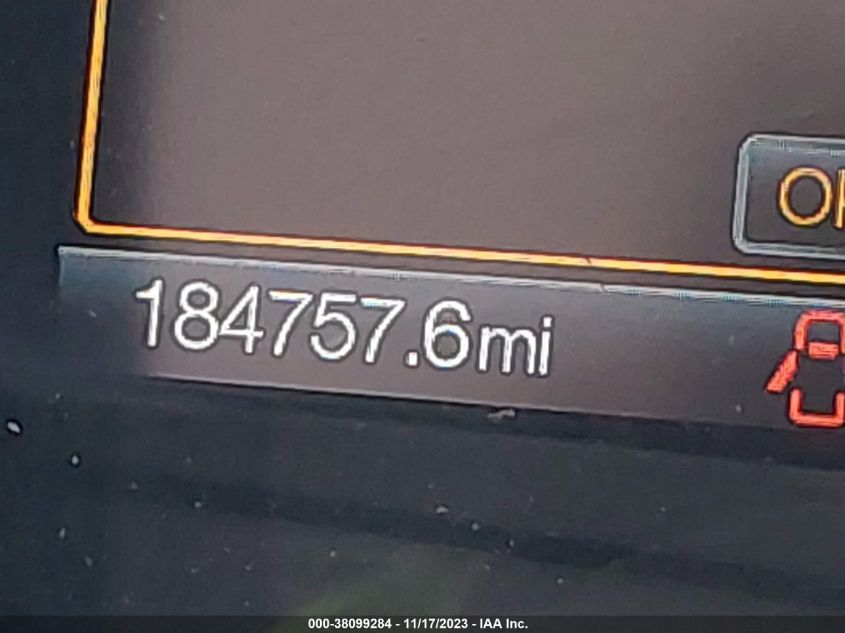 184757.6mi
000-38099284 - 11/17/2023 - IAA Inc.